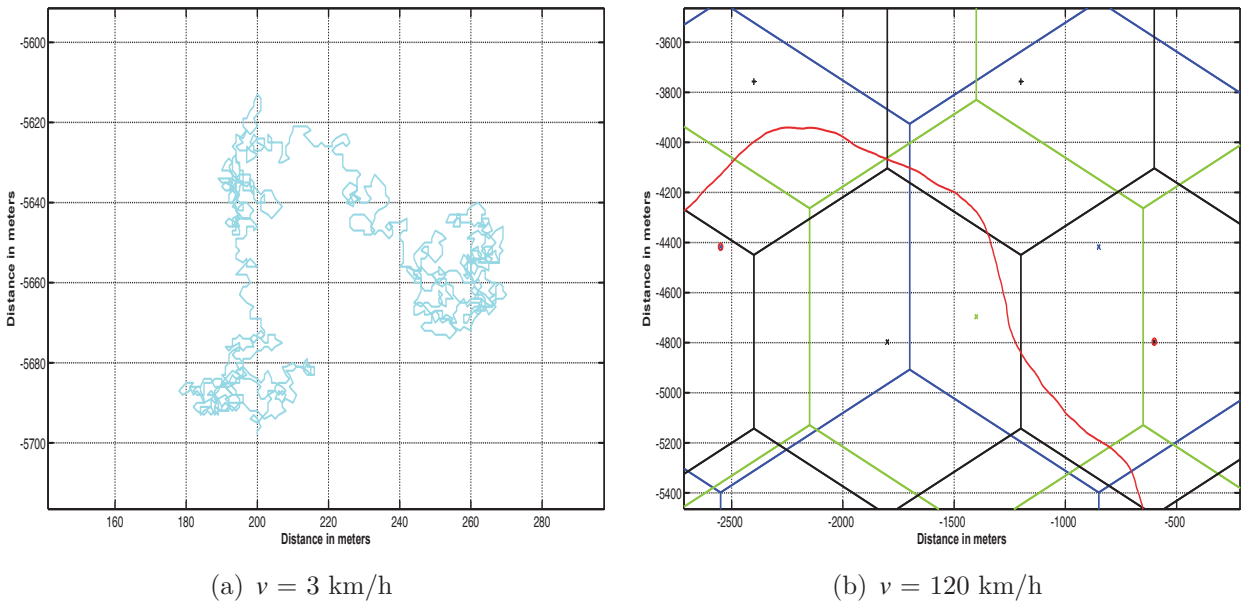 -5600
-5620
-5640
-5660
-5680
-5700
Distance in meters
160 180 200 220 240 260 280
Distance in meters
(a) v = 3 km/h
-3600
-3800
-4000
-4200
-4400
-4600
-4800
-5000
-5200
-5400
Distance in meters
-2500 -2000 -1500 -1000 -500
Distance in meters
(b) v = 120 km/h